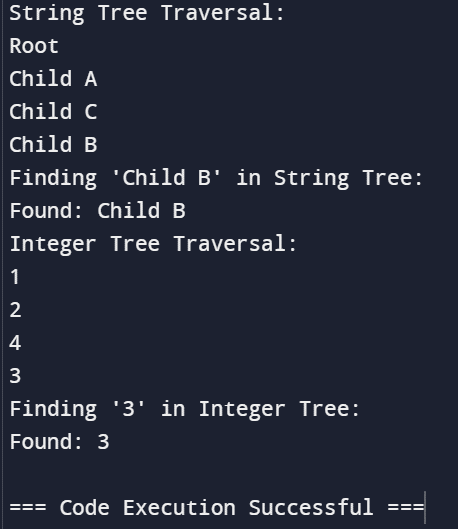 String Tree Traversal:
Root
Child A
Child C
Child B
Finding 'Child B' in String Tree:
Found: Child B
Integer Tree Traversal:
1
2
4
3
Finding '3' in Integer Tree:
Found: 3
=== Code Execution Successful ===